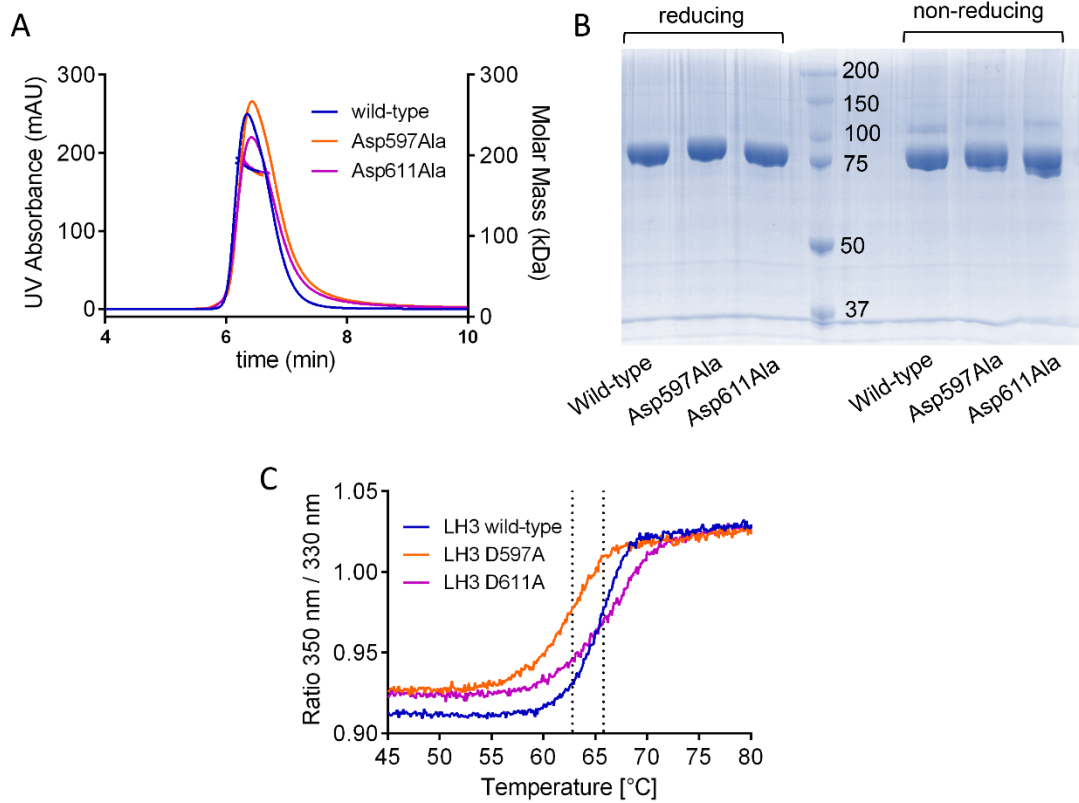 A
UV Absorbance (mAU)
300
200
100
0
4
6
8
10
time (min)
300
200
100
0
Molar Mass (kDa)
wild-type
Asp597Ala
Asp611Ala
B
reducing
non-reducing
200
150
100
75
50
37
Wild-type
Asp597Ala
Asp611Ala
Wild-type
Asp597Ala
Asp611Ala
C
Ratio 350 nm / 330 nm
1.05
1.00
0.95
0.90
LH3 wild-type
LH3 D597A
LH3 D611A
45
50
55
60
65
70
75
80
Temperature [°C]